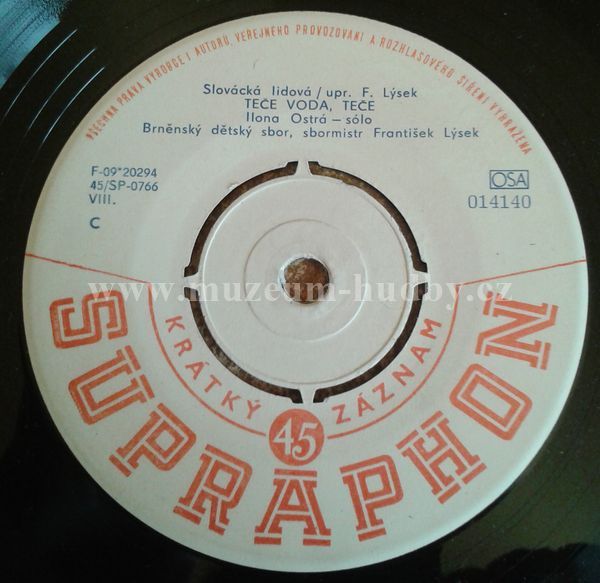 VŠECHNA PRÁVA VÝROBCE I AUTORŮ, VEŘEJNÉHO PROVOZOVÁNÍ A ROZHLASOVÉHO ŠÍŘENÍ VYHRAZENA
Slovácká lidová / upr. F. Lýsek
TEČE VODA, TEČE
Ilona Ostrá – sólo
Brněnský dětský sbor, sbormistr František Lýsek
F-09*20294
45/SP-0766
VIII.
C
OSA
014140
www.muzeum-hudby.cz
KRÁTKÝ 45 ZÁZNAM
SUPRAPHON